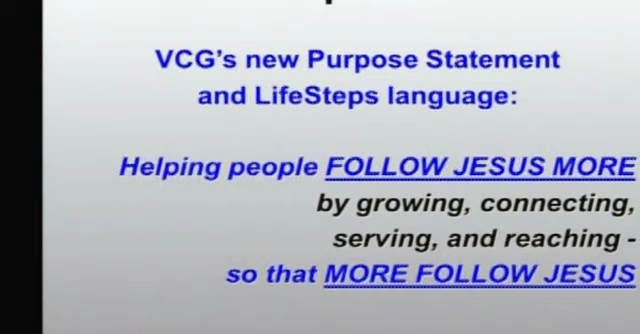 VCG's new Purpose Statement
and LifeSteps language:
Helping people FOLLOW JESUS MORE
by growing, connecting,
serving, and reaching -
so that MORE FOLLOW JESUS